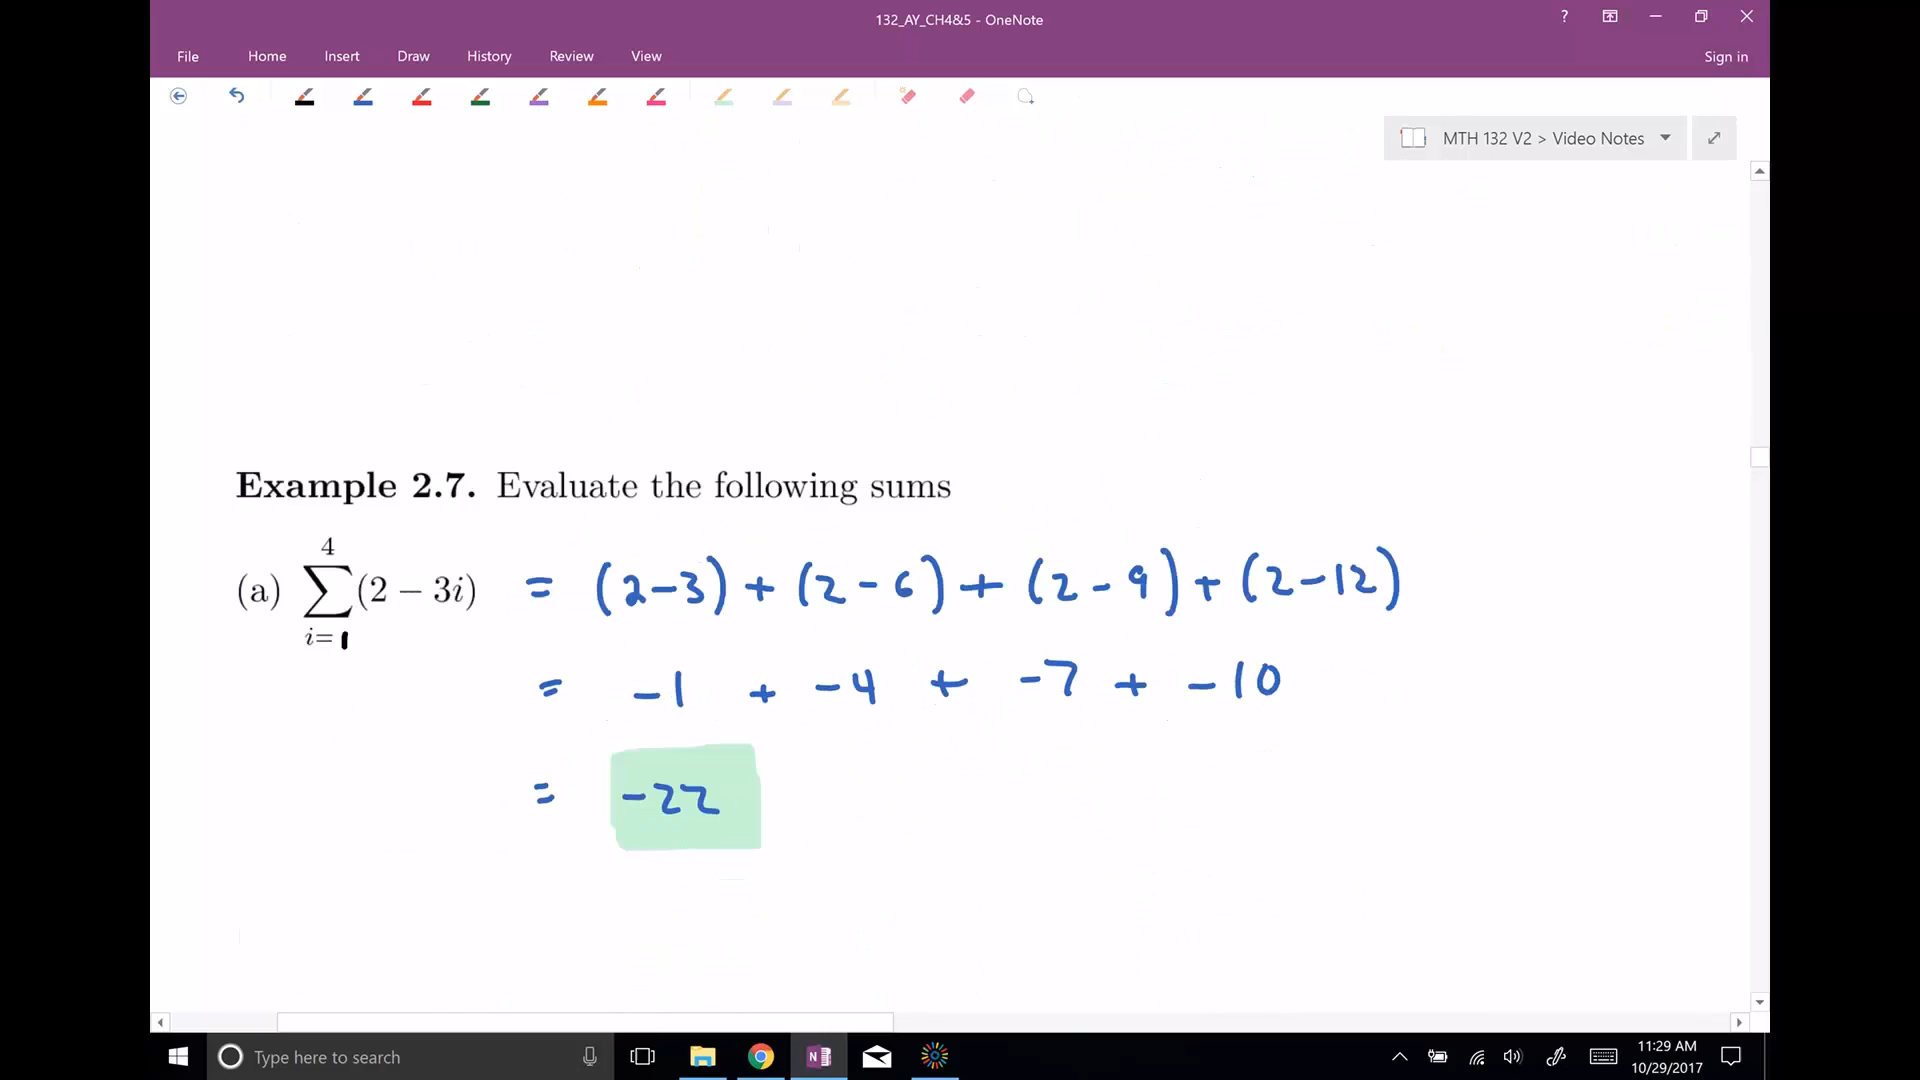 132_AY_CH4&5 - OneNote
?
File Home Insert Draw History Review View Sign in
MTH 132 V2 > Video Notes
Example 2.7. Evaluate the following sums
4
(a) ∑(2 − 3i) = (2-3) + (2-6) + (2-9) + (2-12)
i=1
= -1 + -4 + -7 + -10
= -22
Type here to search
11:29 AM
10/29/2017